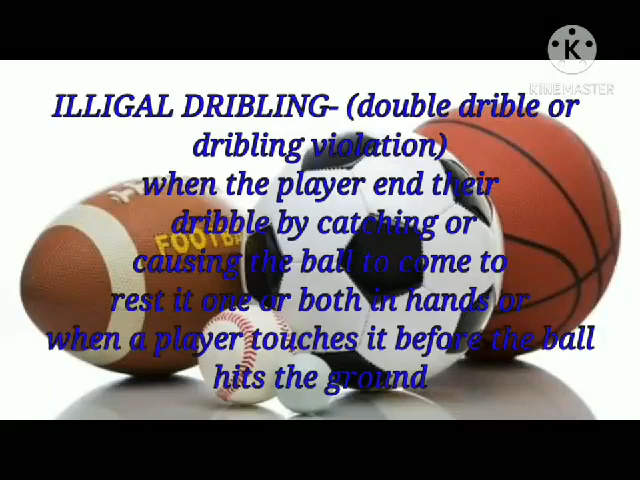 K
KINEMASTER
ILLIGAL DRIBLING- (double drible or
dribling violation)
when the player end their
dribble by catching or
causing the ball to come to
rest it one or both in hands or
when a player touches it before the ball
hits the ground
FOOTBA